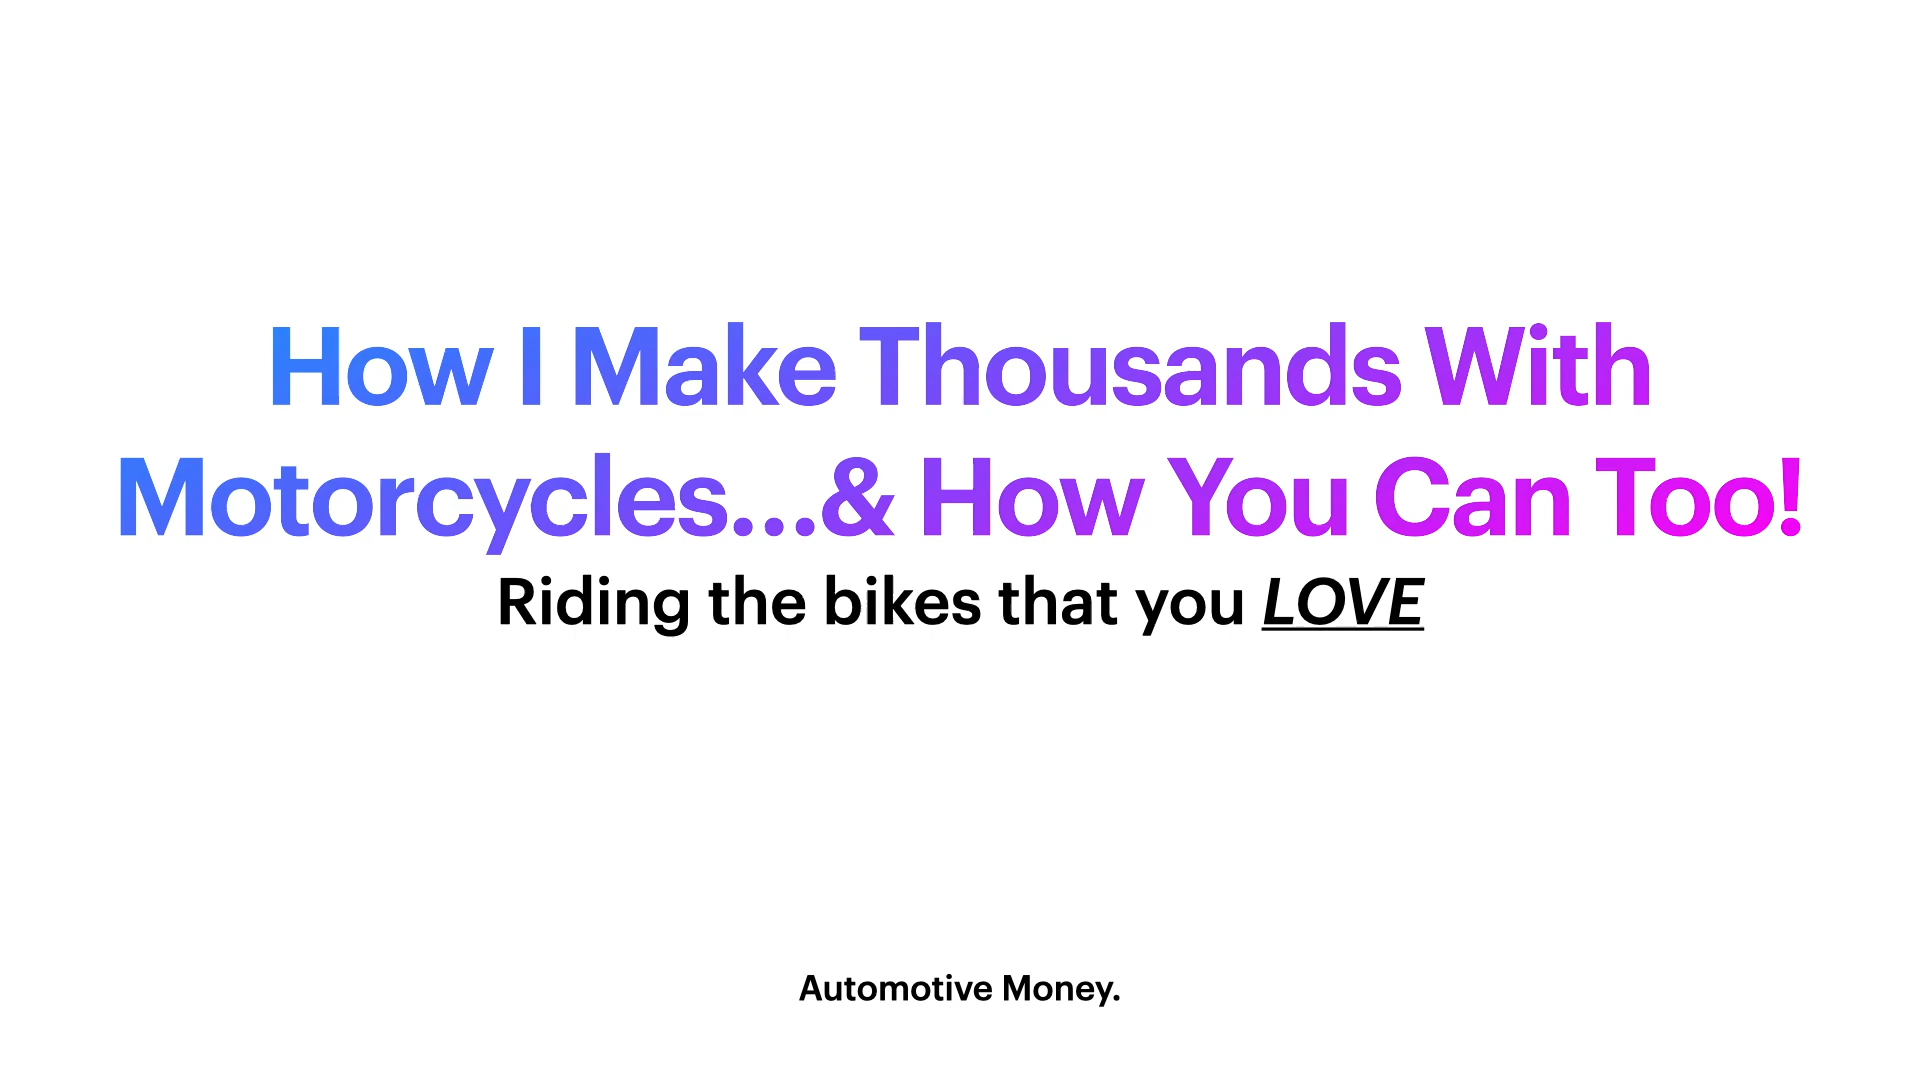 How I Make Thousands With
Motorcycles...& How You Can Too!
Riding the bikes that you LOVE
Automotive Money.